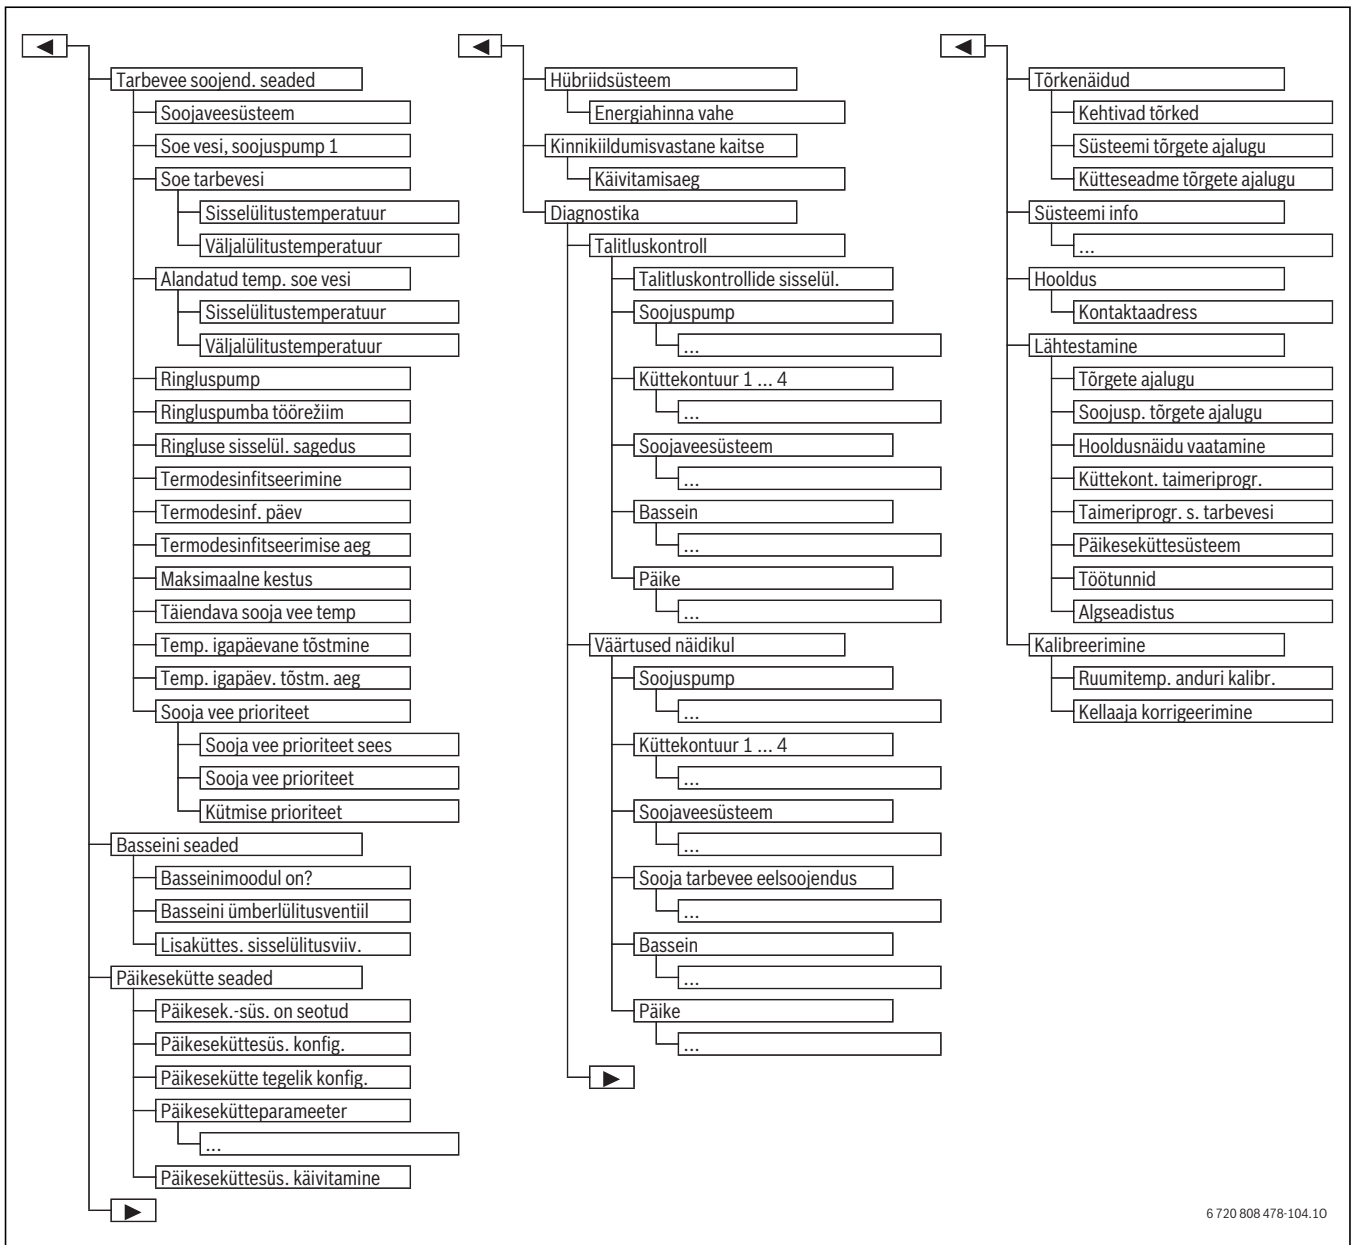 Tarbevee soojend. seaded
Soojaveesüsteem
Soe vesi, soojuspump 1
Soe tarbevesi
Sisselülitustemperatuur
Väljalülitustemperatuur
Alandatud temp. soe vesi
Sisselülitustemperatuur
Väljalülitustemperatuur
Ringluspump
Ringluspumba töörežiim
Ringluse sisselül. sagedus
Termodesinfitseerimine
Termodesinf. päev
Termodesinfitseerimise aeg
Maksimaalne kestus
Täiendava sooja vee temp
Temp. igapäevane tõstmine
Temp. igapäev. tõstm. aeg
Sooja vee prioriteet
Sooja vee prioriteet sees
Sooja vee prioriteet
Kütmise prioriteet
Basseini seaded
Basseinimoodul on?
Basseini ümberlülitusventiil
Lisaküttes. sisselülitusviiv.
Päikesekütte seaded
Päikesek.-süs. on seotud
Päikeseküttesüs. konfig.
Päikesekütte tegelik konfig.
Päikesekütteparameeter
...
Päikeseküttesüs. käivitamine
Hübriidsüsteem
Energiahinna vahe
Kinnikiildumisvastane kaitse
Käivitamisaeg
Diagnostika
Talitluskontroll
Talitluskontrollide sisselül.
Soojuspump
...
Küttekontuur 1 ... 4
...
Soojaveesüsteem
...
Bassein
...
Päike
...
Väärtused näidikul
Soojuspump
...
Küttekontuur 1 ... 4
...
Soojaveesüsteem
...
Sooja tarbevee eelsoojendus
...
Bassein
...
Päike
...
Tõrkenäidud
Kehtivad tõrked
Süsteemi tõrgete ajalugu
Kütteseadme tõrgete ajalugu
Süsteemi info
...
Hooldus
Kontaktaadress
Lähtestamine
Tõrgete ajalugu
Soojusp. tõrgete ajalugu
Hooldusnäidu vaatamine
Küttekont. taimeriprogr.
Taimeriprogr. s. tarbevesi
Päikeseküttesüsteem
Töötunnid
Algseadistus
Kalibreerimine
Ruumitemp. anduri kalibr.
Kellaaja korrigeerimine
6 720 808 478-104.1O